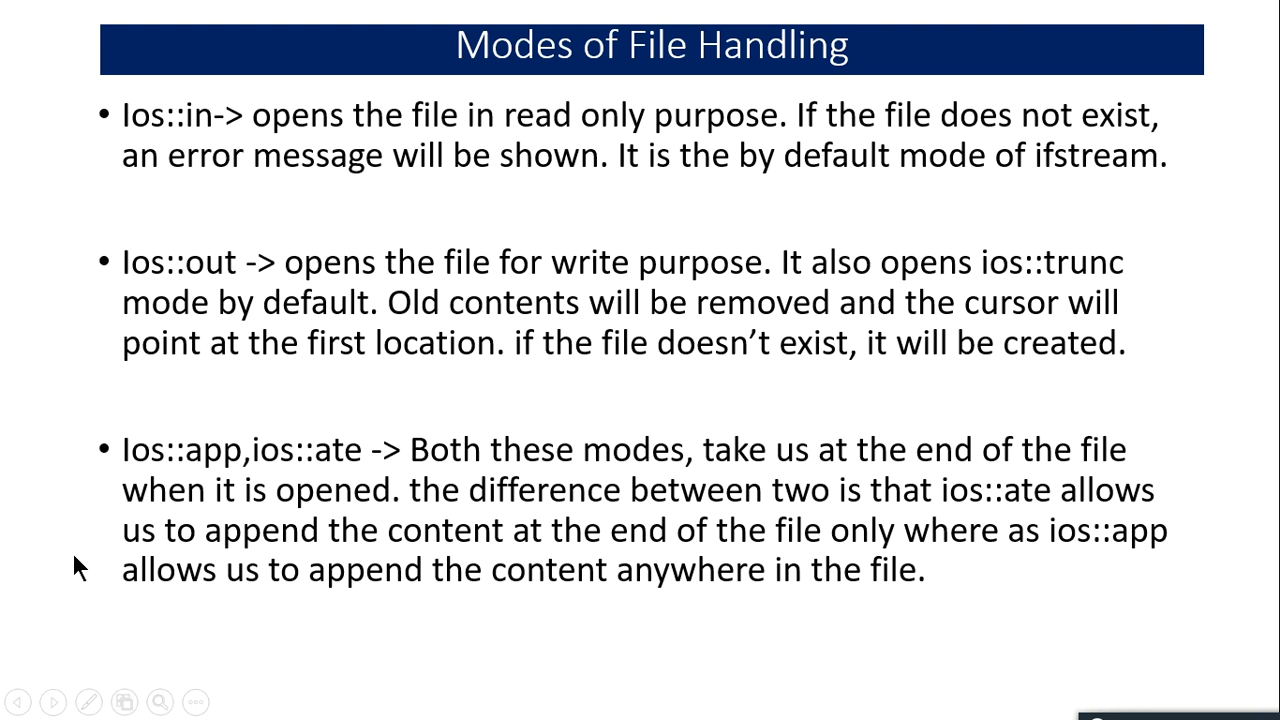 Modes of File Handling
• Ios::in-> opens the file in read only purpose. If the file does not exist,
an error message will be shown. It is the by default mode of ifstream.
• Ios::out -> opens the file for write purpose. It also opens ios::trunc
mode by default. Old contents will be removed and the cursor will
point at the first location. if the file doesn’t exist, it will be created.
• Ios::app,ios::ate -> Both these modes, take us at the end of the file
when it is opened. the difference between two is that ios::ate allows
us to append the content at the end of the file only where as ios::app
allows us to append the content anywhere in the file.